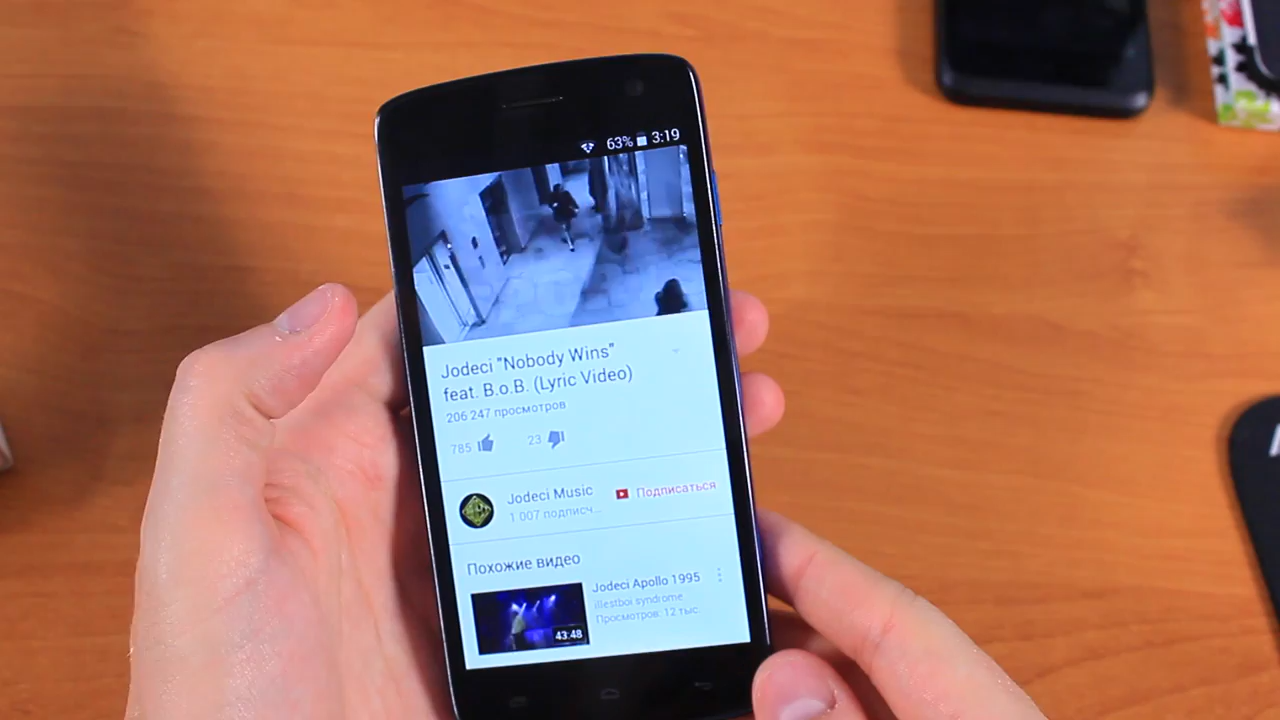 63% 3:19
Jodeci "Nobody Wins"
feat. B.o.B. (Lyric Video)
206 247 просмотров
785 23
Jodeci Music
Подписаться
1 007 подписч...
Похожие видео
Jodeci Apollo 1995
illestboi syndrome
Просмотров: 12 тыс.
43:48